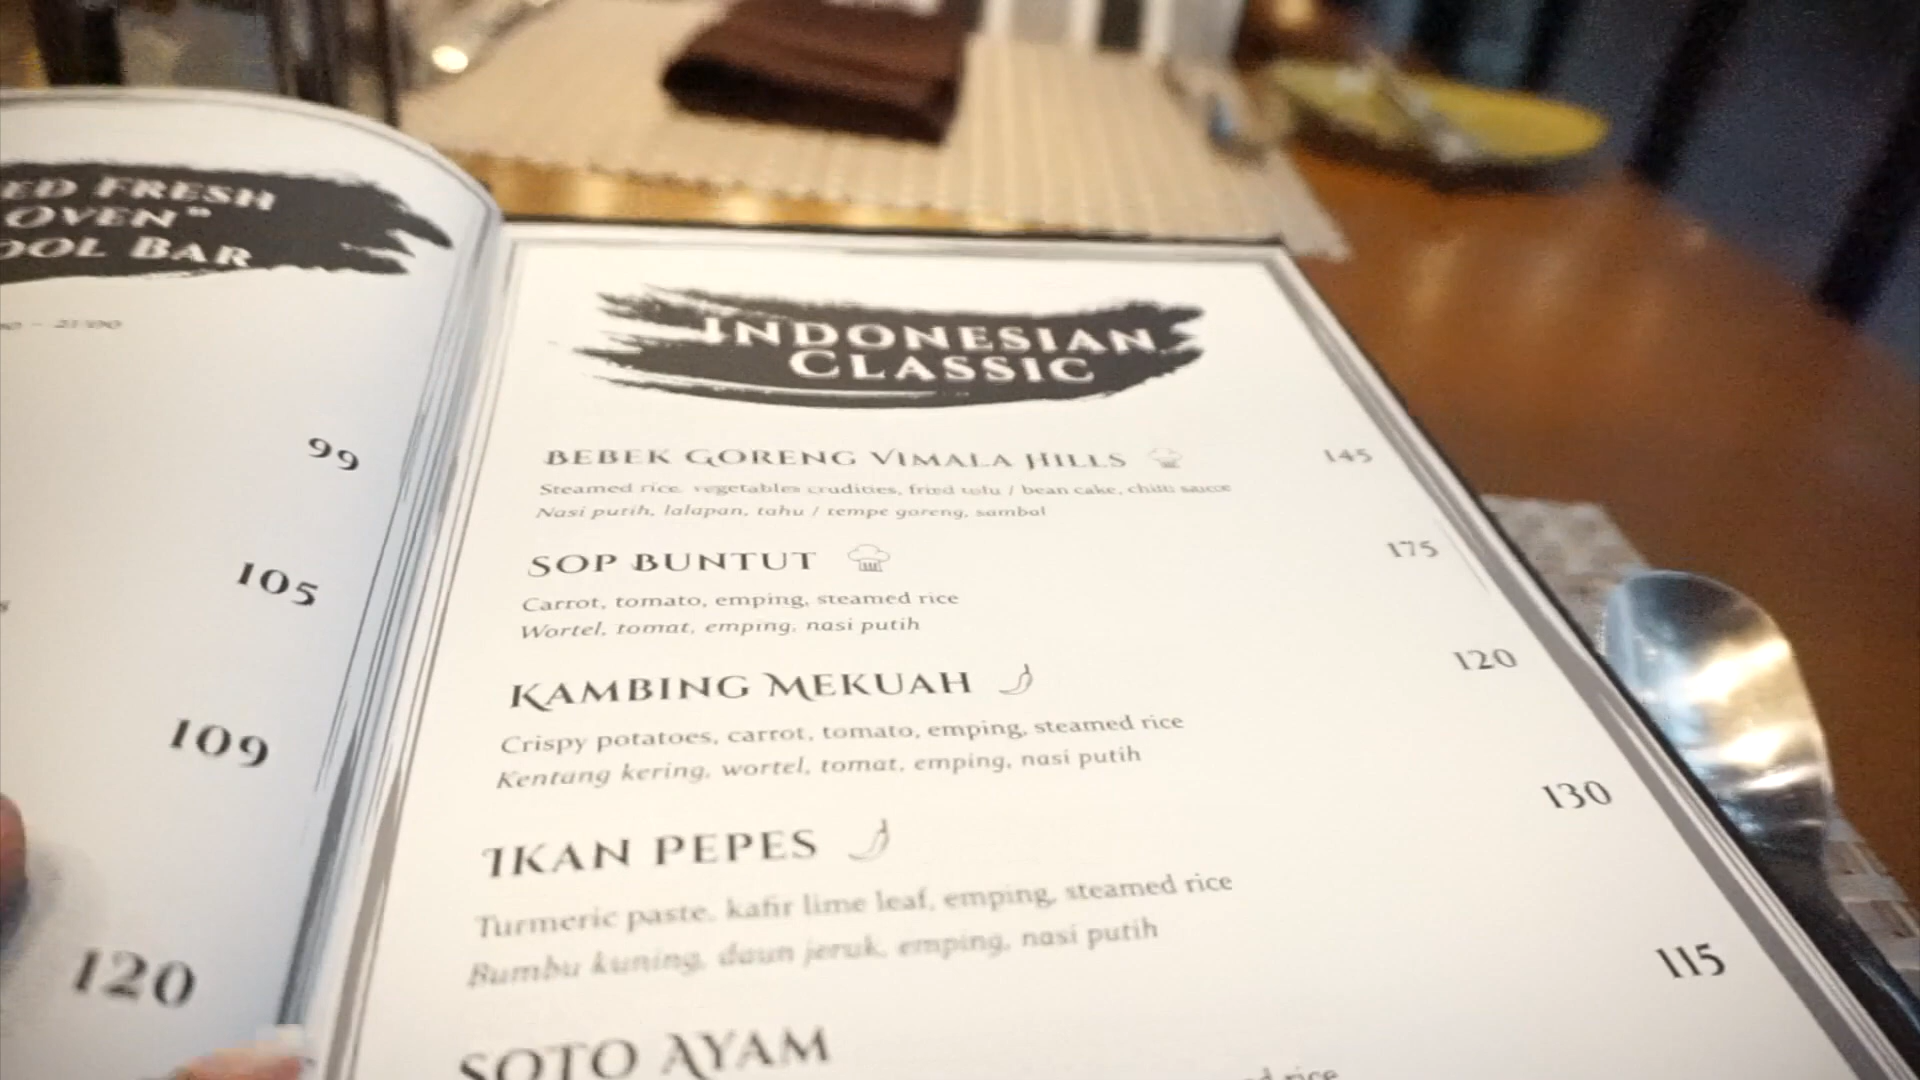 ED FRESH
OVEN"
OOL BAR
99
105
109
120
INDONESIAN
CLASSIC
BEBEK GORENG VIMALA HILLS 145
Steamed rice, vegetables crudities, fried tofu / bean cake, chilli sauce
Nasi putih, lalapan, tahu / tempe goreng, sambal
SOP BUNTUT 175
Carrot, tomato, emping, steamed rice
Wortel, tomat, emping, nasi putih
KAMBING MEKUAH 120
Crispy potatoes, carrot, tomato, emping, steamed rice
Kentang kering, wortel, tomat, emping, nasi putih
IKAN PEPES 130
Turmeric paste, kafir lime leaf, emping, steamed rice
Bumbu kuning, daun jeruk, emping, nasi putih
SOTO AYAM 115
rice